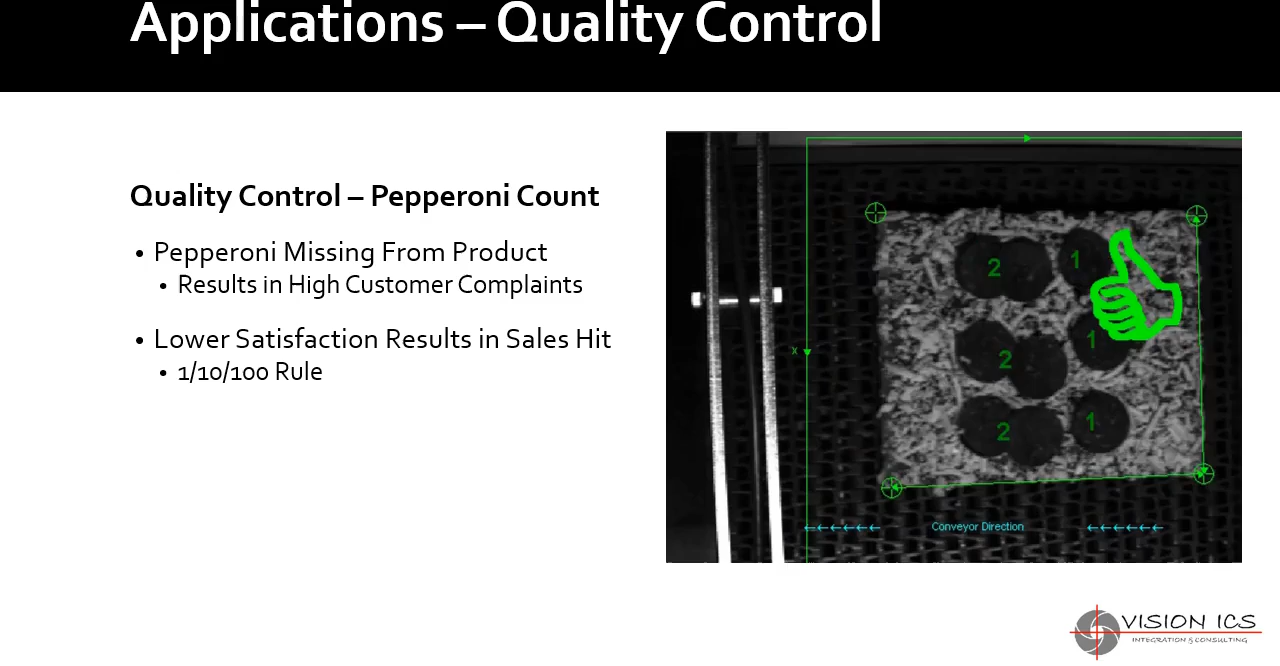 Applications – Quality Control
Quality Control – Pepperoni Count
• Pepperoni Missing From Product
• Results in High Customer Complaints
• Lower Satisfaction Results in Sales Hit
• 1/10/100 Rule
2
1
X
2
1
2
1
←←←←←← Conveyor Direction ←←←←←←
VISION ICS
INTEGRATION & CONSULTING